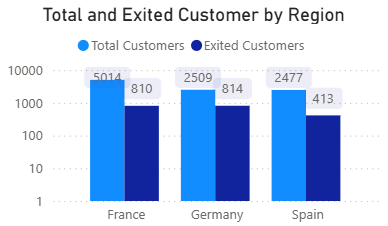 Total and Exited Customer by Region
Total Customers Exited Customers
10000
1000
100
10
1
5014 810 2509 814 2477 413
France Germany Spain